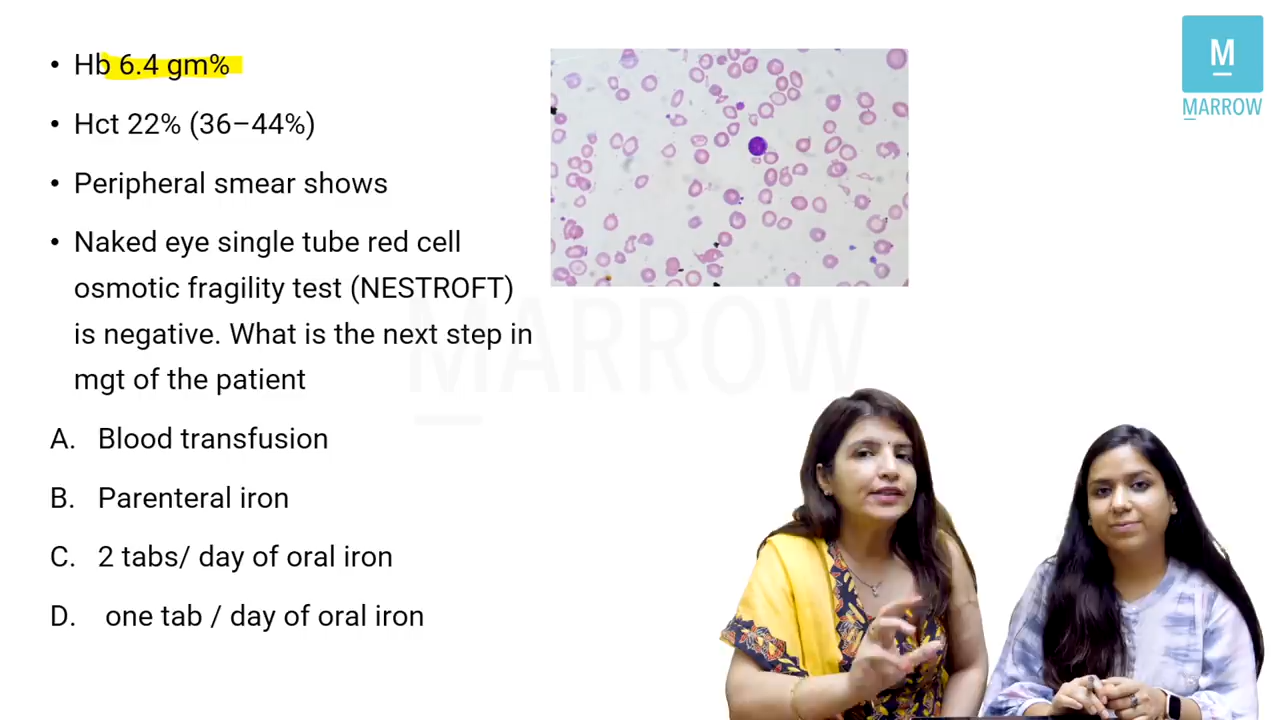 • Hb 6.4 gm%
• Hct 22% (36–44%)
• Peripheral smear shows
• Naked eye single tube red cell
osmotic fragility test (NESTROFT)
is negative. What is the next step in
mgt of the patient
A. Blood transfusion
B. Parenteral iron
C. 2 tabs/ day of oral iron
D. one tab / day of oral iron
M
MARROW
MARROW